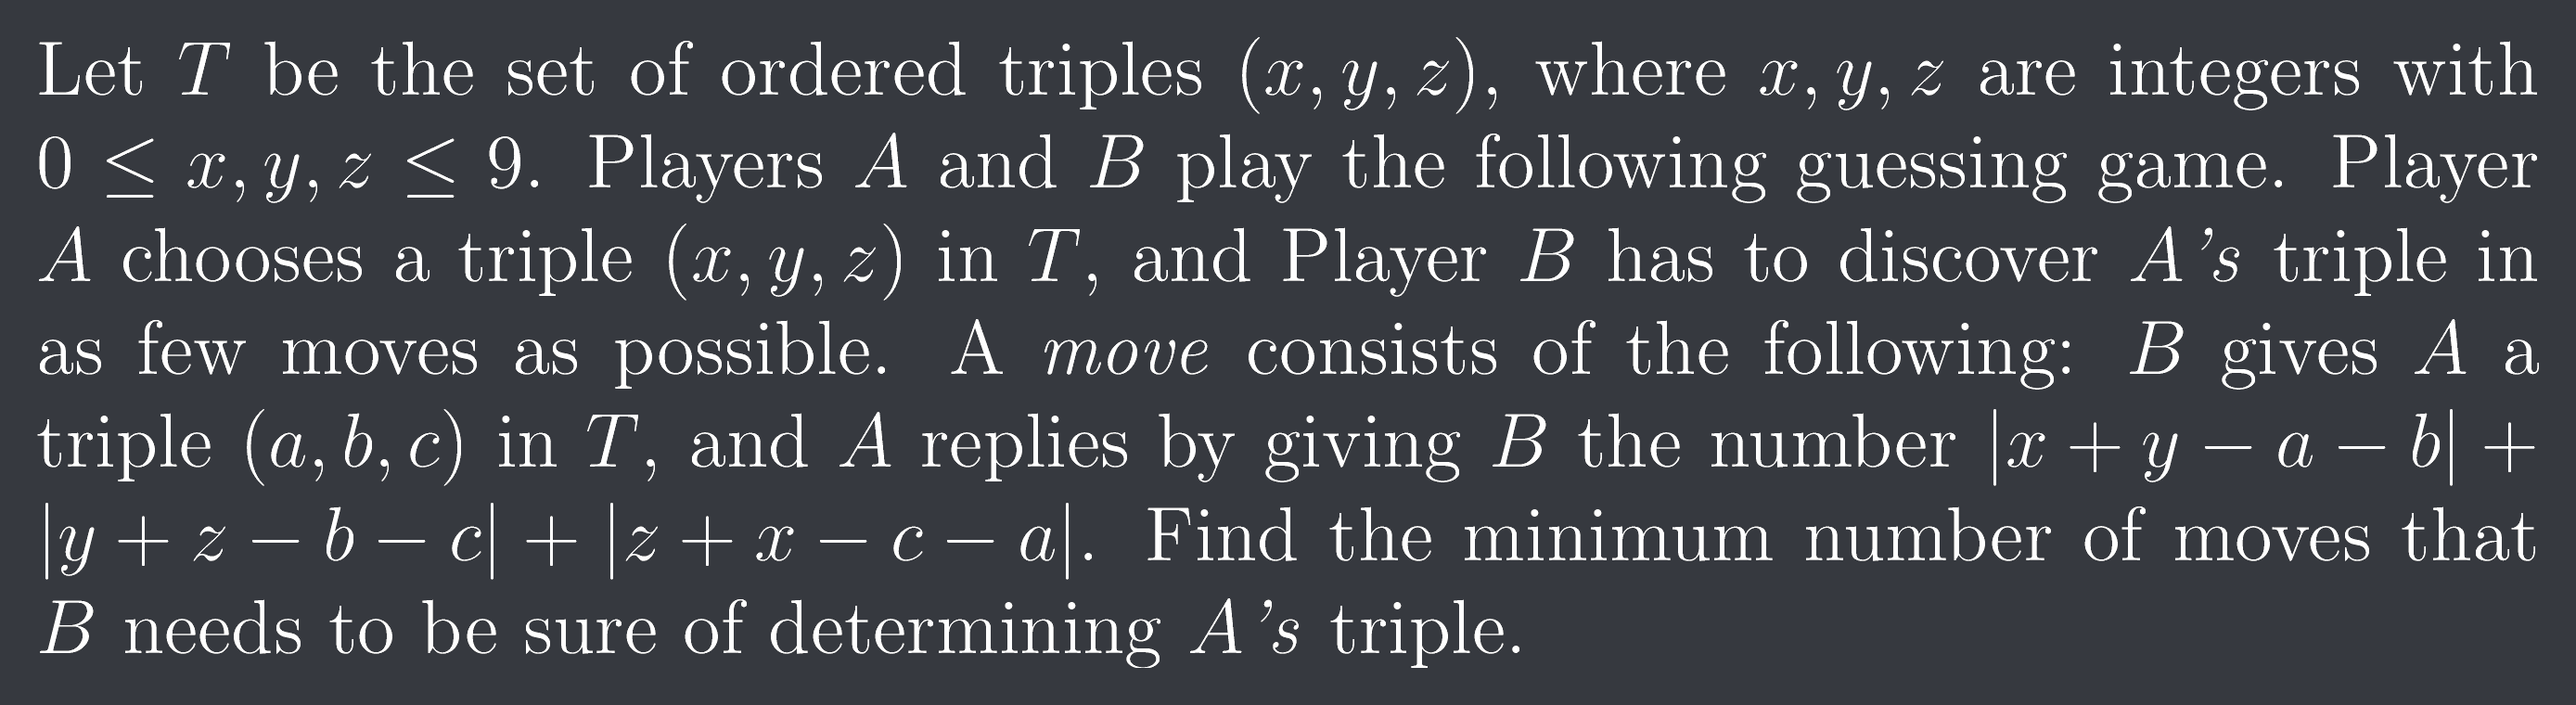 Let T be the set of ordered triples (x, y, z), where x, y, z are integers with
0 ≤ x, y, z ≤ 9. Players A and B play the following guessing game. Player
A chooses a triple (x, y, z) in T, and Player B has to discover A's triple in
as few moves as possible. A move consists of the following: B gives A a
triple (a, b, c) in T, and A replies by giving B the number |x + y − a − b| +
|y + z − b − c| + |z + x − c − a|. Find the minimum number of moves that
B needs to be sure of determining A's triple.